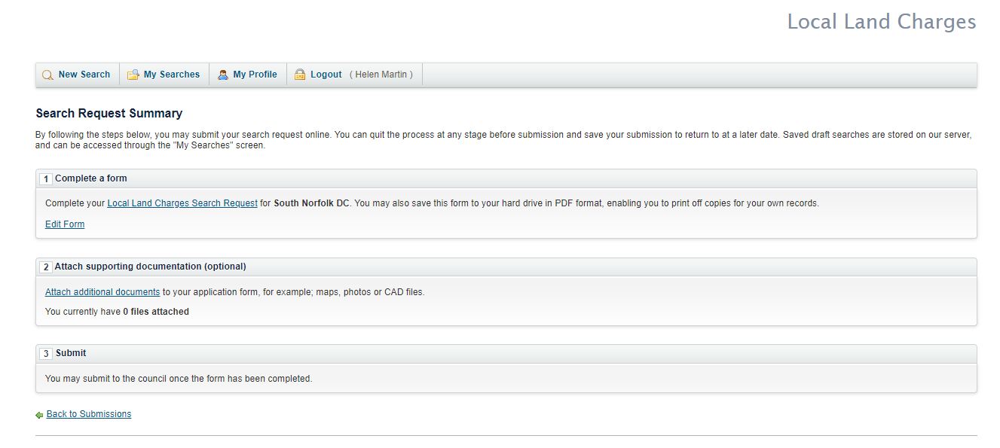 Local Land Charges
New Search My Searches My Profile Logout ( Helen Martin )
Search Request Summary
By following the steps below, you may submit your search request online. You can quit the process at any stage before submission and save your submission to return to at a later date. Saved draft searches are stored on our server,
and can be accessed through the "My Searches" screen.
1 Complete a form
Complete your Local Land Charges Search Request for South Norfolk DC. You may also save this form to your hard drive in PDF format, enabling you to print off copies for your own records.
Edit Form
2 Attach supporting documentation (optional)
Attach additional documents to your application form, for example; maps, photos or CAD files.
You currently have 0 files attached
3 Submit
You may submit to the council once the form has been completed.
Back to Submissions